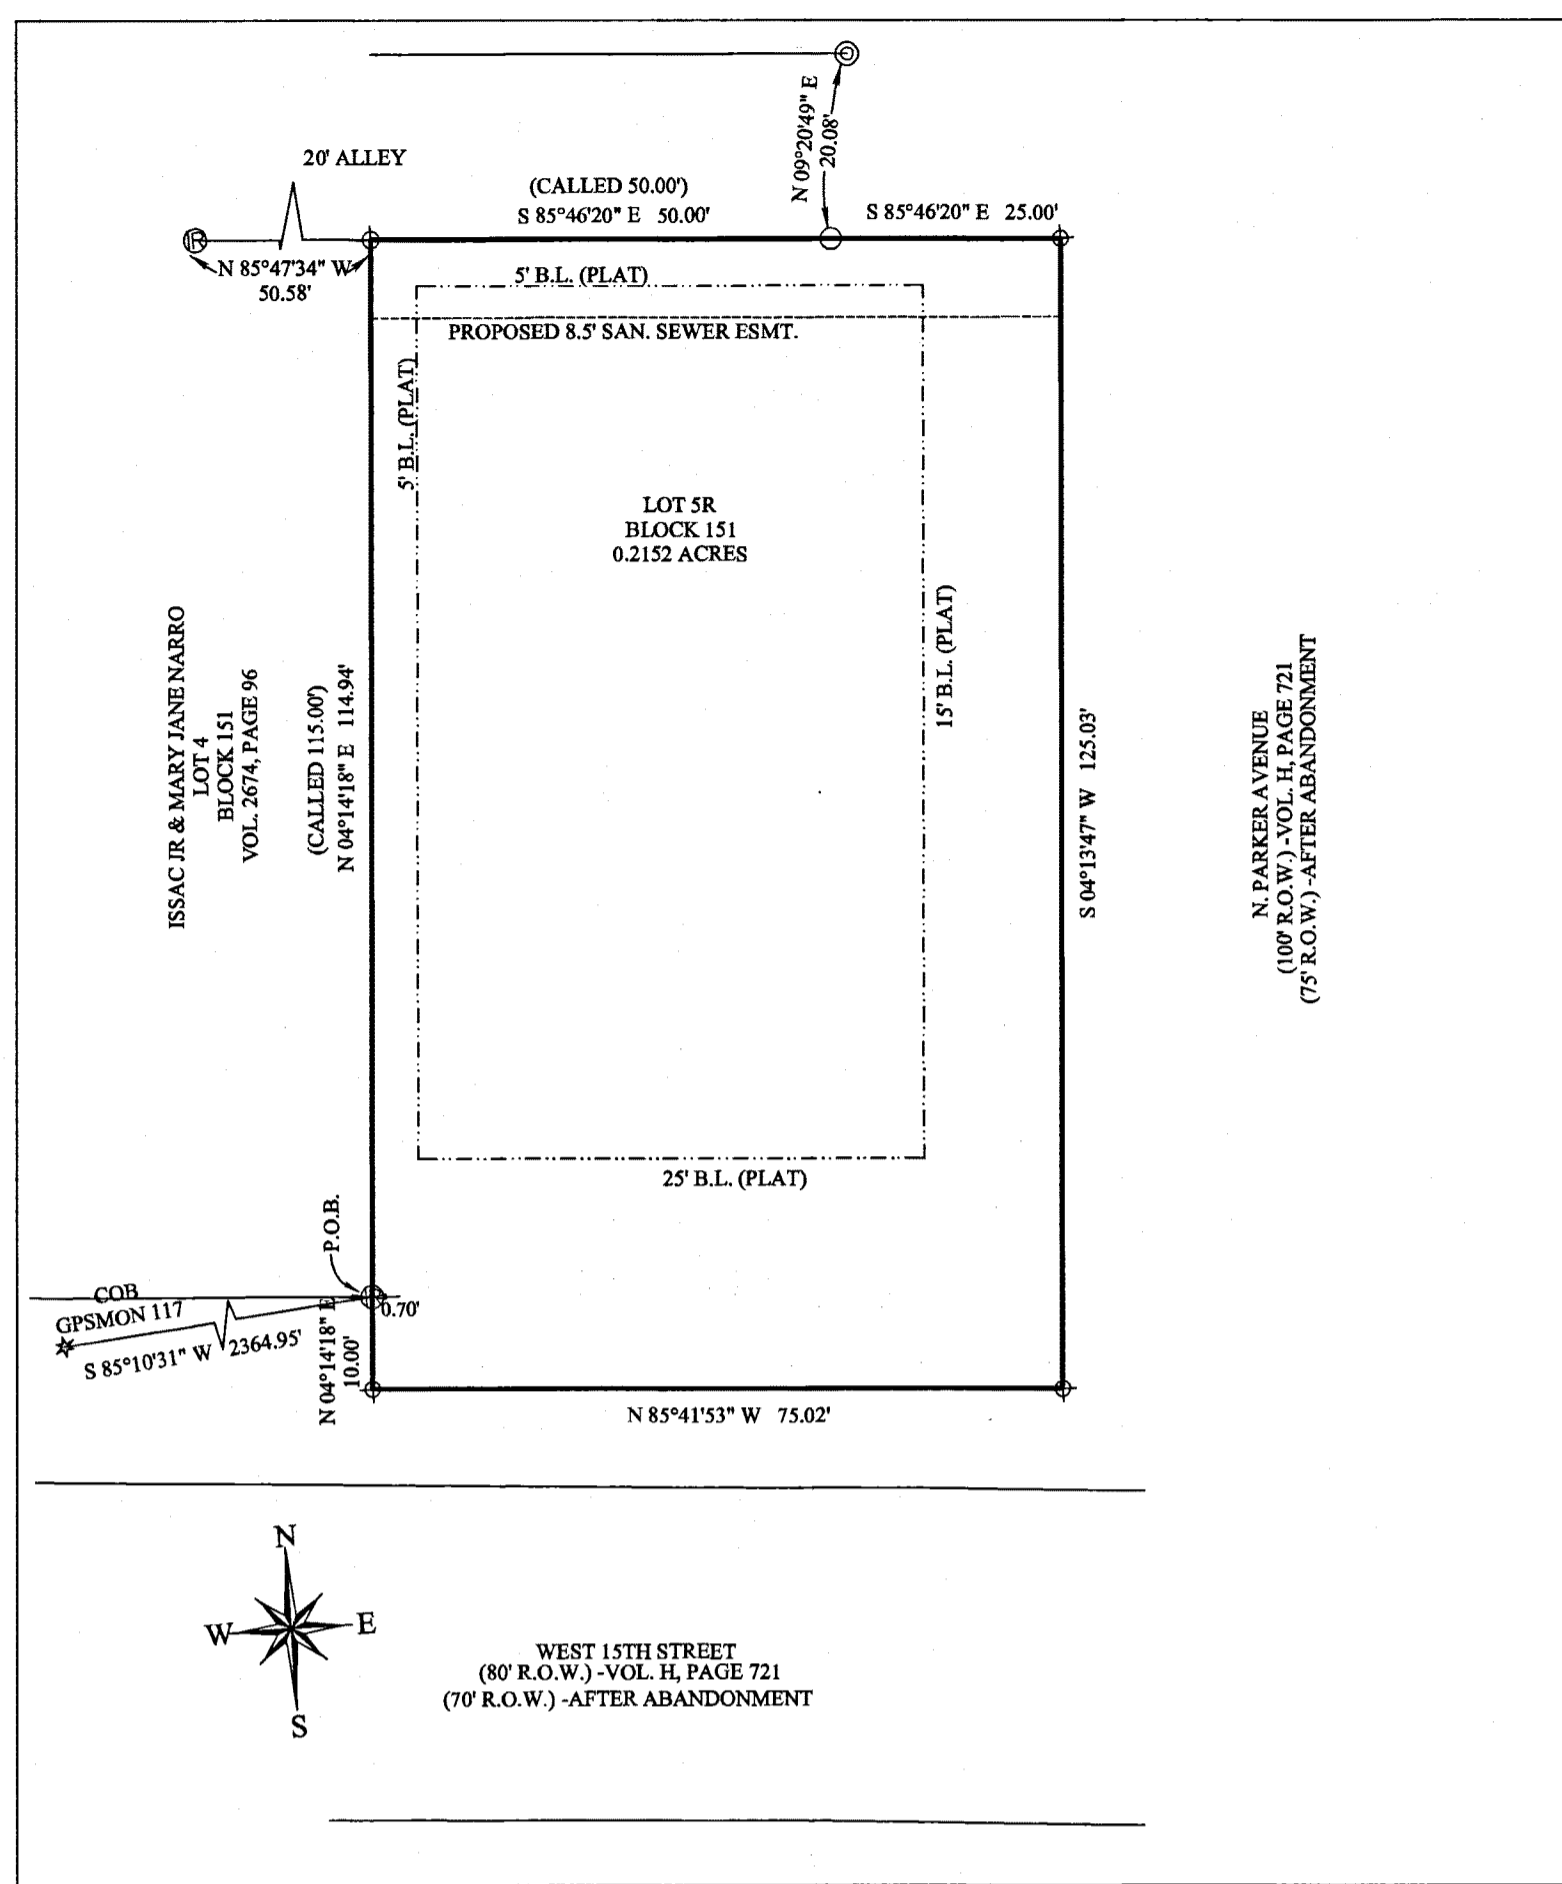 N 09°20'49" E
20.08'
20' ALLEY
(CALLED 50.00')
S 85°46'20" E 50.00'
S 85°46'20" E 25.00'
IR
N 85°47'34" W
50.58'
5' B.L. (PLAT)
PROPOSED 8.5' SAN. SEWER ESMT.
5' B.L. (PLAT)
LOT 5R
BLOCK 151
0.2152 ACRES
15' B.L. (PLAT)
ISSAC JR & MARY JANE NARRO
LOT 4
BLOCK 151
VOL. 2674, PAGE 96
(CALLED 115.00')
N 04°14'18" E 114.94'
S 04°13'47" W 125.03'
N. PARKER AVENUE
(100' R.O.W.) -VOL. H, PAGE 721
(75' R.O.W.) -AFTER ABANDONMENT
25' B.L. (PLAT)
P.O.B.
COB
GPSMON 117
S 85°10'31" W 2364.95'
0.70'
N 04°14'18" E
10.00'
N 85°41'53" W 75.02'
N
W
E
S
WEST 15TH STREET
(80' R.O.W.) -VOL. H, PAGE 721
(70' R.O.W.) -AFTER ABANDONMENT